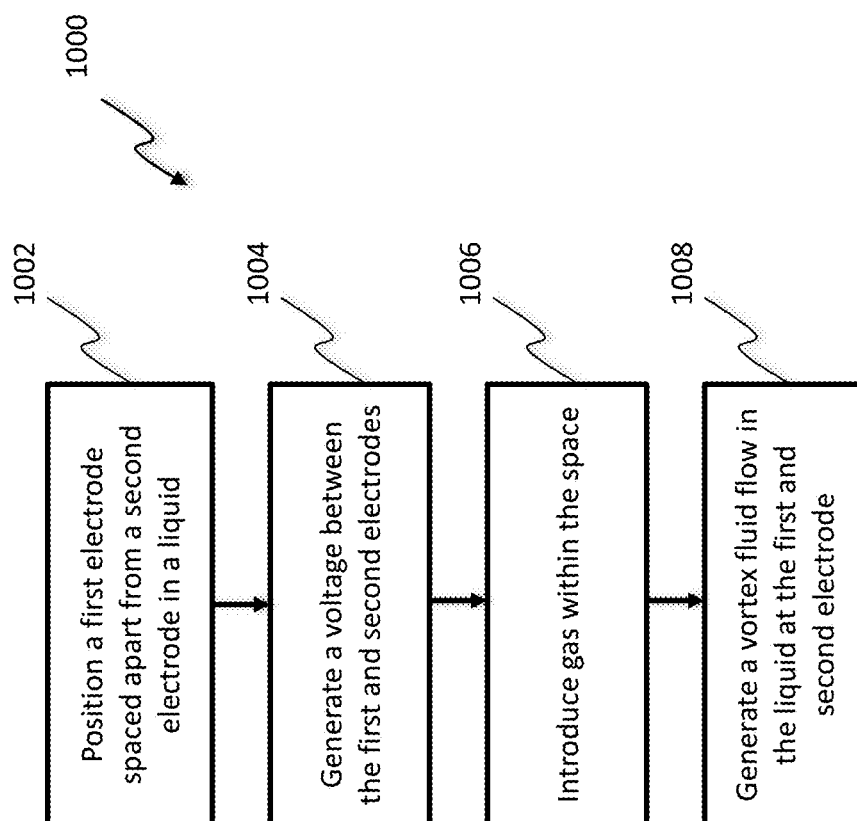 1000
1002
Position a first electrode
spaced apart from a second
electrode in a liquid
1004
Generate a voltage between
the first and second electrodes
1006
Introduce gas within the space
1008
Generate a vortex fluid flow in
the liquid at the first and
second electrode